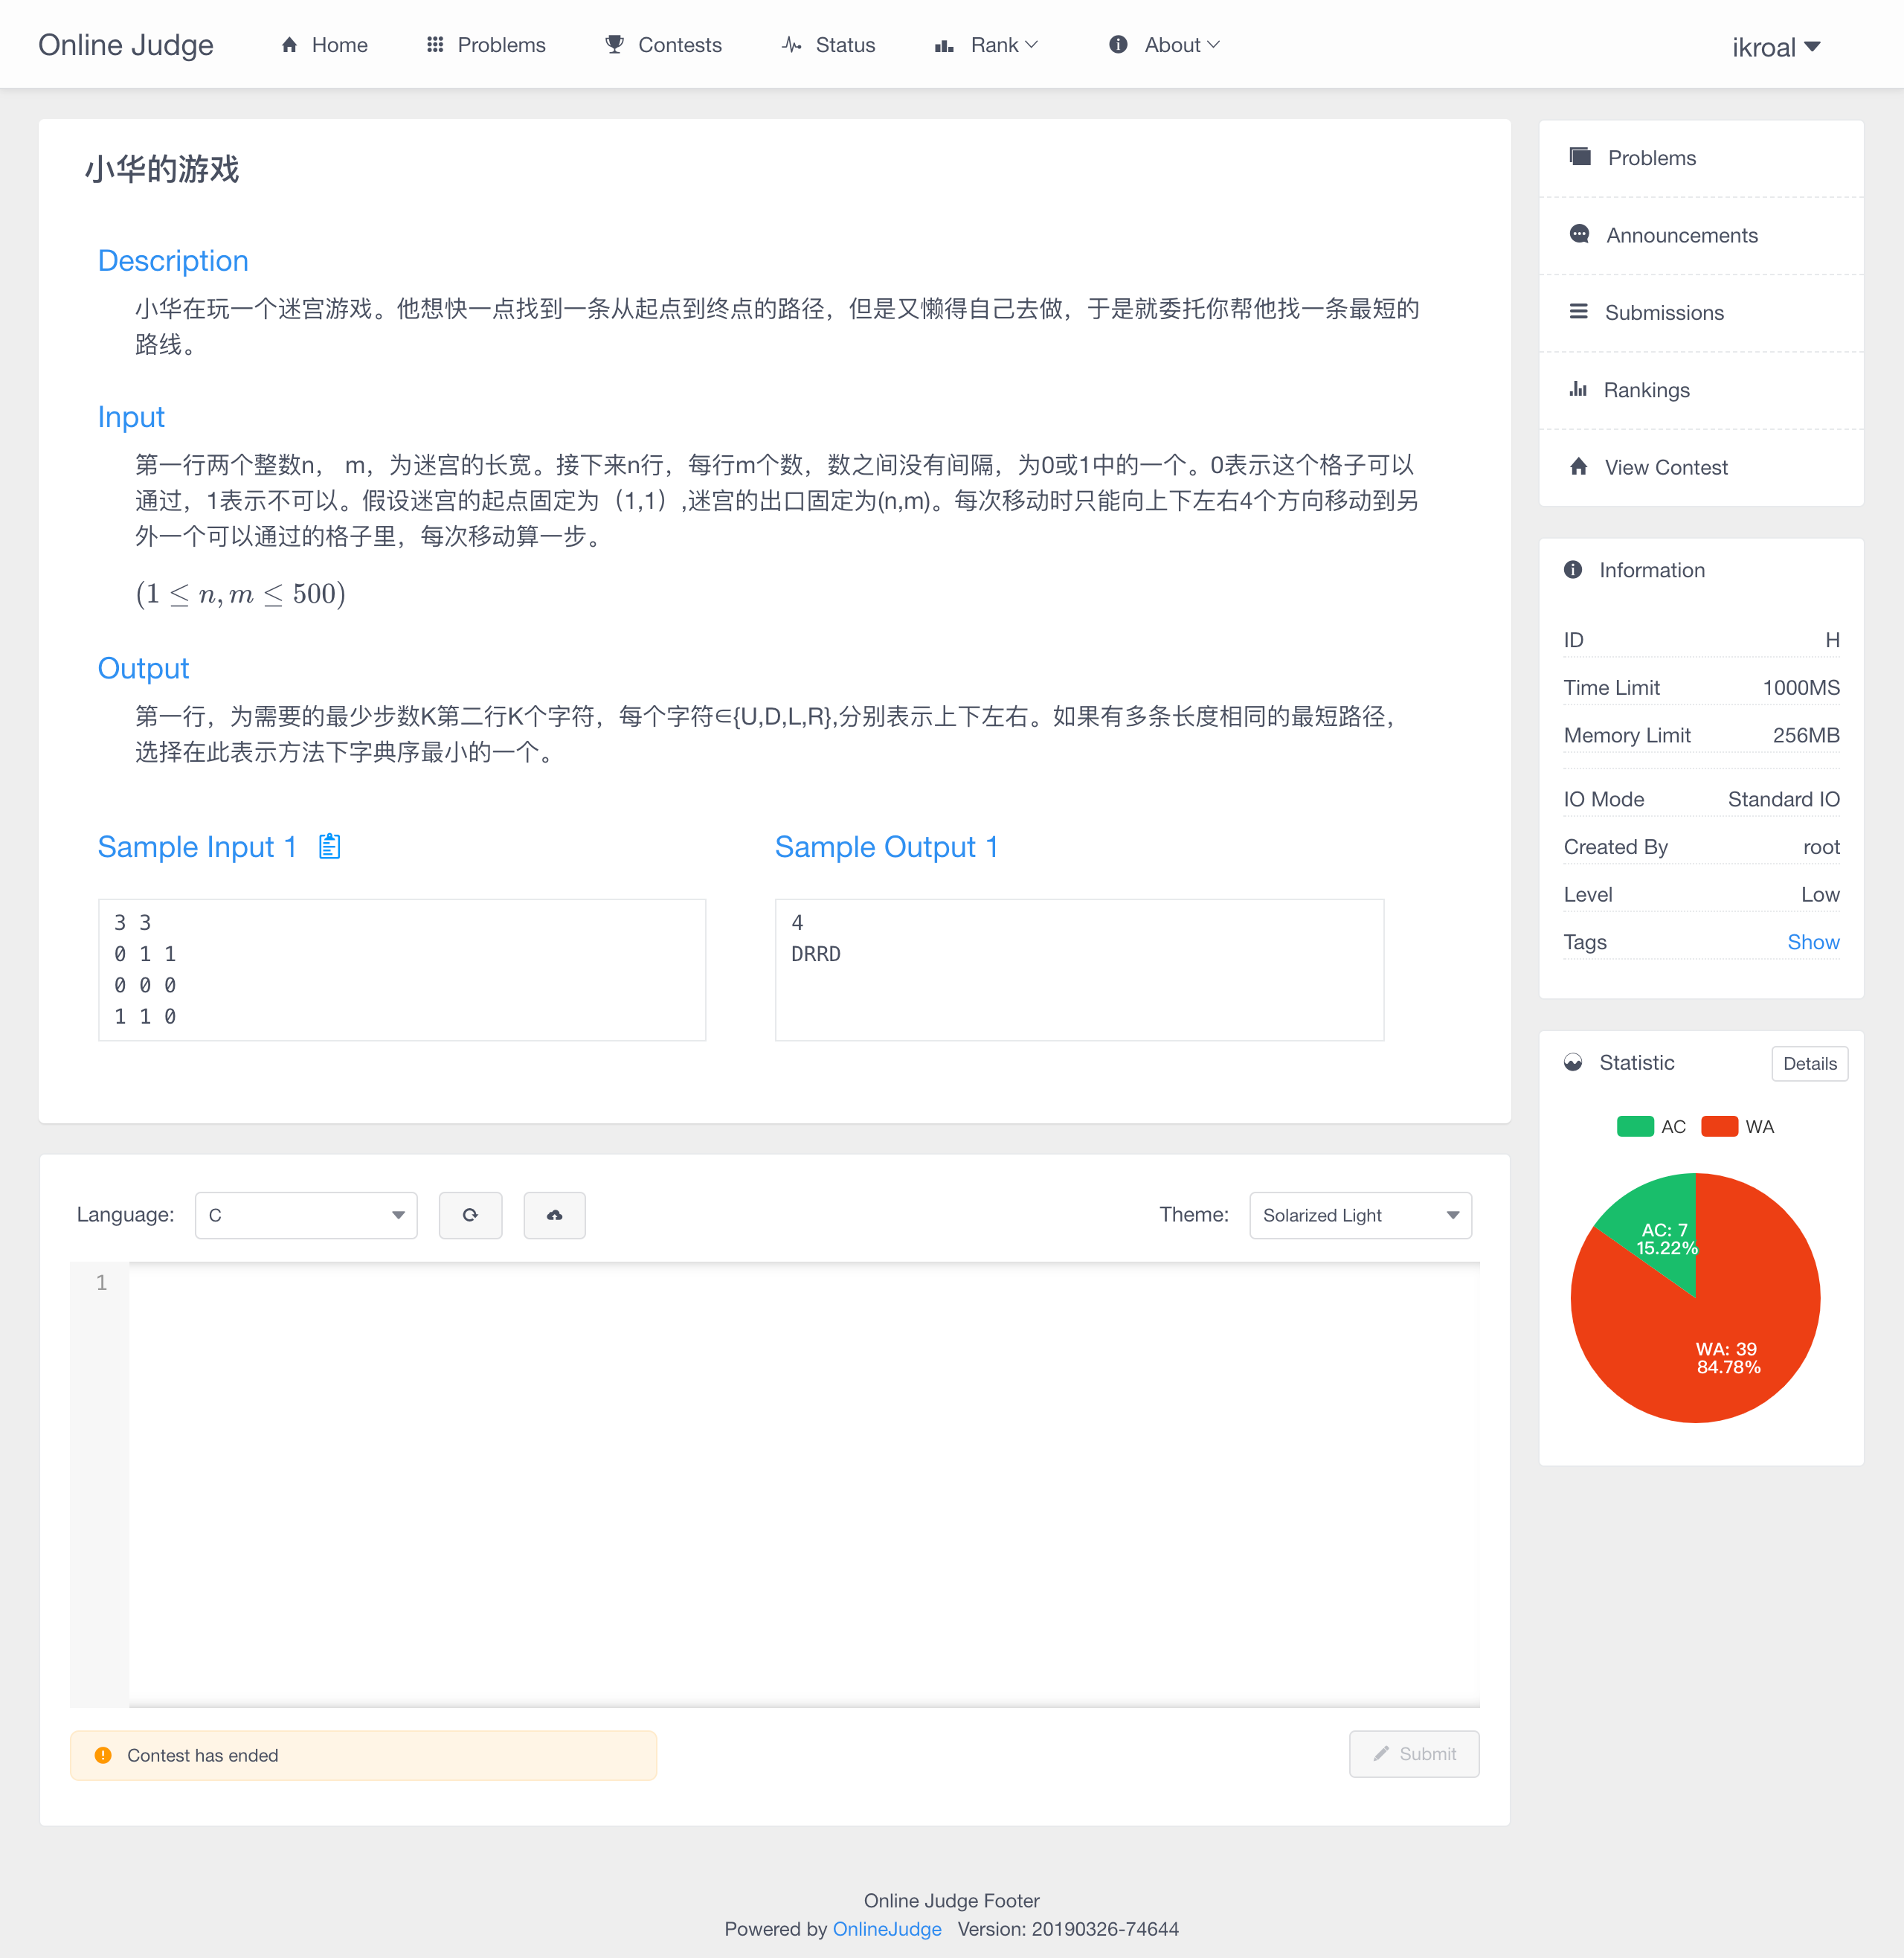 Online Judge
Home
Problems
Contests
Status
Rank
About
ikroal
小华的游戏
Description
小华在玩一个迷宫游戏。他想快一点找到一条从起点到终点的路径，但是又懒得自己去做，于是就委托你帮他找一条最短的
路线。
Input
第一行两个整数n， m，为迷宫的长宽。接下来n行，每行m个数，数之间没有间隔，为0或1中的一个。0表示这个格子可以
通过，1表示不可以。假设迷宫的起点固定为（1,1）,迷宫的出口固定为(n,m)。每次移动时只能向上下左右4个方向移动到另
外一个可以通过的格子里，每次移动算一步。
(1 ≤ n, m ≤ 500)
Output
第一行，为需要的最少步数K第二行K个字符，每个字符∈{U,D,L,R},分别表示上下左右。如果有多条长度相同的最短路径，
选择在此表示方法下字典序最小的一个。
Sample Input 1
3 3
0 1 1
0 0 0
1 1 0
Sample Output 1
4
DRRD
Language:
C
Theme:
Solarized Light
1
Contest has ended
Submit
Problems
Announcements
Submissions
Rankings
View Contest
Information
ID H
Time Limit 1000MS
Memory Limit 256MB
IO Mode Standard IO
Created By root
Level Low
Tags Show
Statistic
Details
AC WA
AC: 7
15.22%
WA: 39
84.78%
Online Judge Footer
Powered by OnlineJudge Version: 20190326-74644